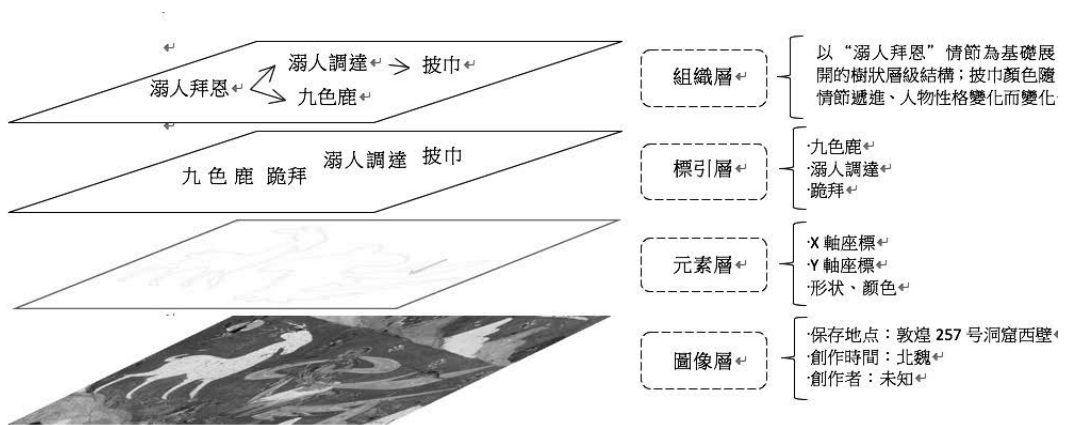 溺人拜恩
溺人調達
披巾
九色鹿
組織層
以“溺人拜恩”情節為基礎展
開的樹狀層級結構；披巾顏色隨
情節遞進、人物性格變化而變化
九色鹿 跪拜
溺人調達 披巾
標引層
·九色鹿
·溺人調達
·跪拜
元素層
·X 軸座標
·Y 軸座標
·形状、颜色
圖像層
·保存地点：敦煌 257 号洞窟西壁
·創作時間：北魏
·創作者：未知